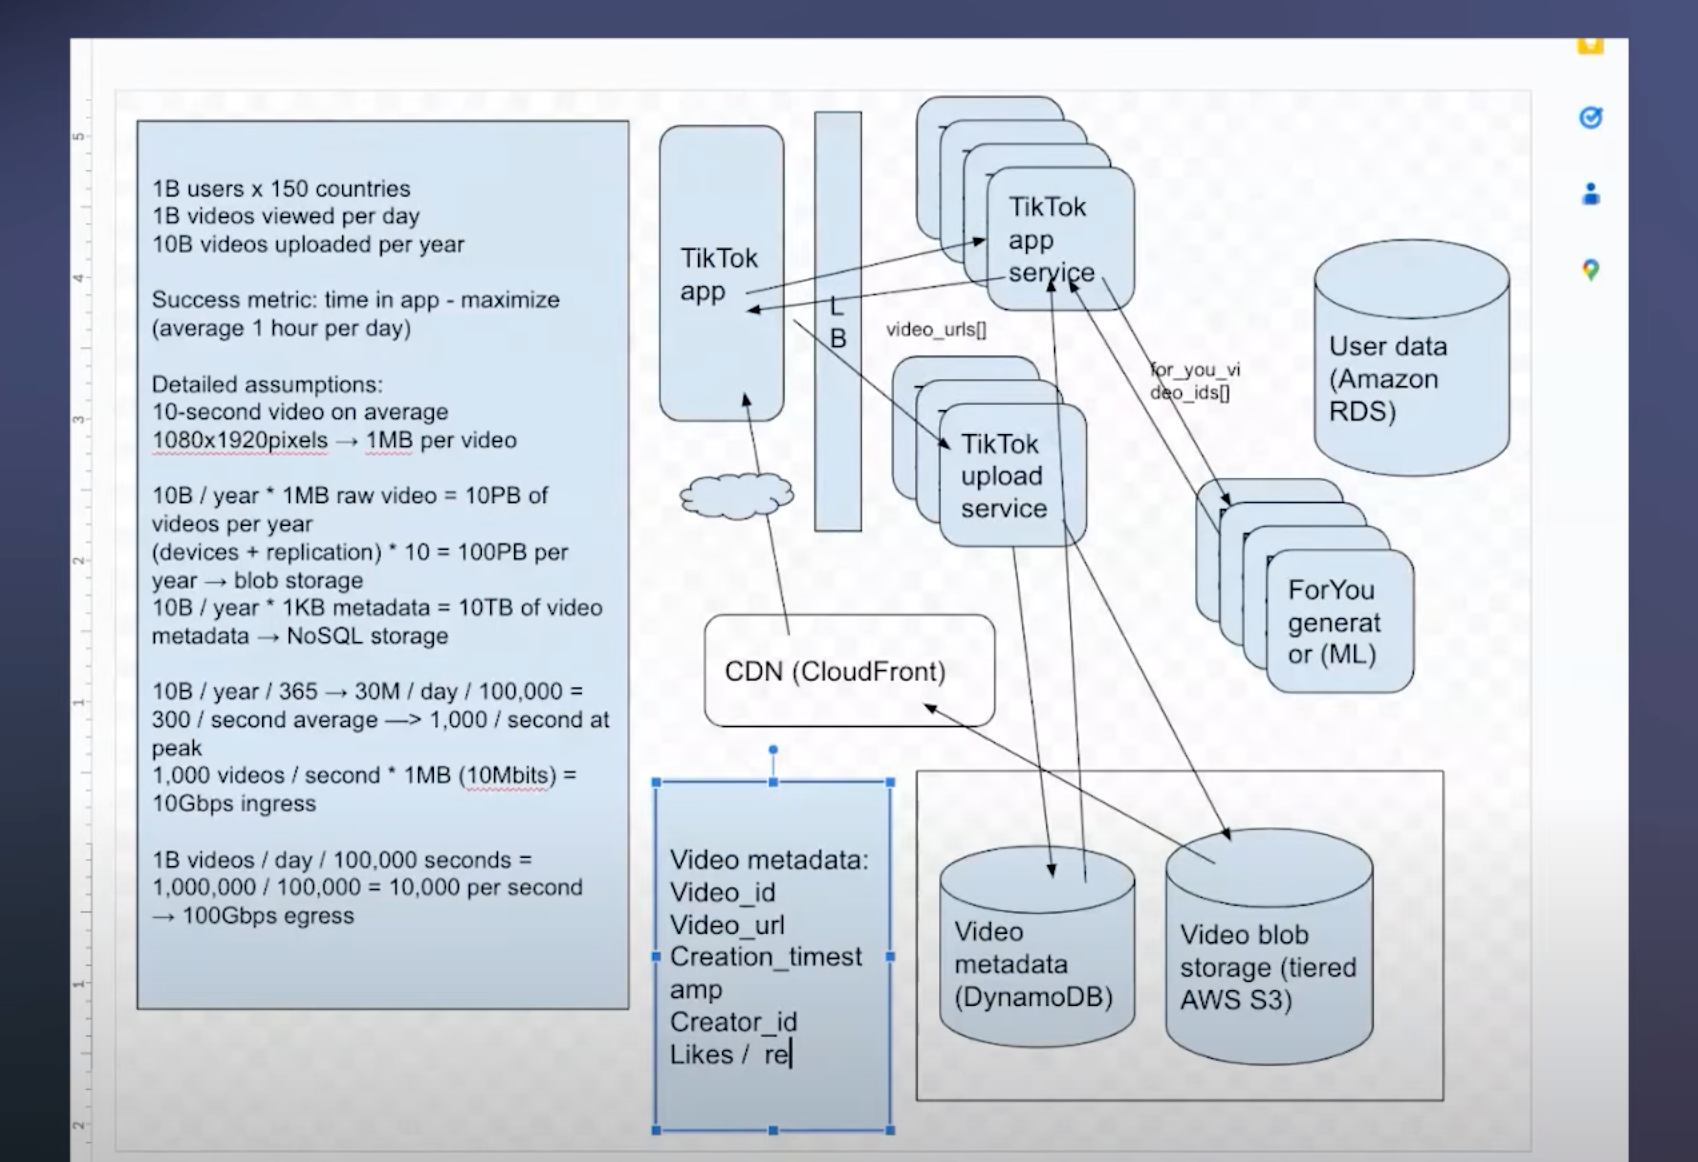 1B users x 150 countries
1B videos viewed per day
10B videos uploaded per year
Success metric: time in app - maximize
(average 1 hour per day)
Detailed assumptions:
10-second video on average
1080x1920pixels → 1MB per video
10B / year * 1MB raw video = 10PB of
videos per year
(devices + replication) * 10 = 100PB per
year → blob storage
10B / year * 1KB metadata = 10TB of video
metadata → NoSQL storage
10B / year / 365 → 30M / day / 100,000 =
300 / second average —> 1,000 / second at
peak
1,000 videos / second * 1MB (10Mbits) =
10Gbps ingress
1B videos / day / 100,000 seconds =
1,000,000 / 100,000 = 10,000 per second
→ 100Gbps egress
TikTok
app
L
B
TikTok
app
service
video_urls[]
for_you_vi
deo_ids[]
User data
(Amazon
RDS)
TikTok
upload
service
ForYou
generat
or (ML)
CDN (CloudFront)
Video metadata:
Video_id
Video_url
Creation_timest
amp
Creator_id
Likes /  re
Video
metadata
(DynamoDB)
Video blob
storage (tiered
AWS S3)
5
4
3
2
1
1
2